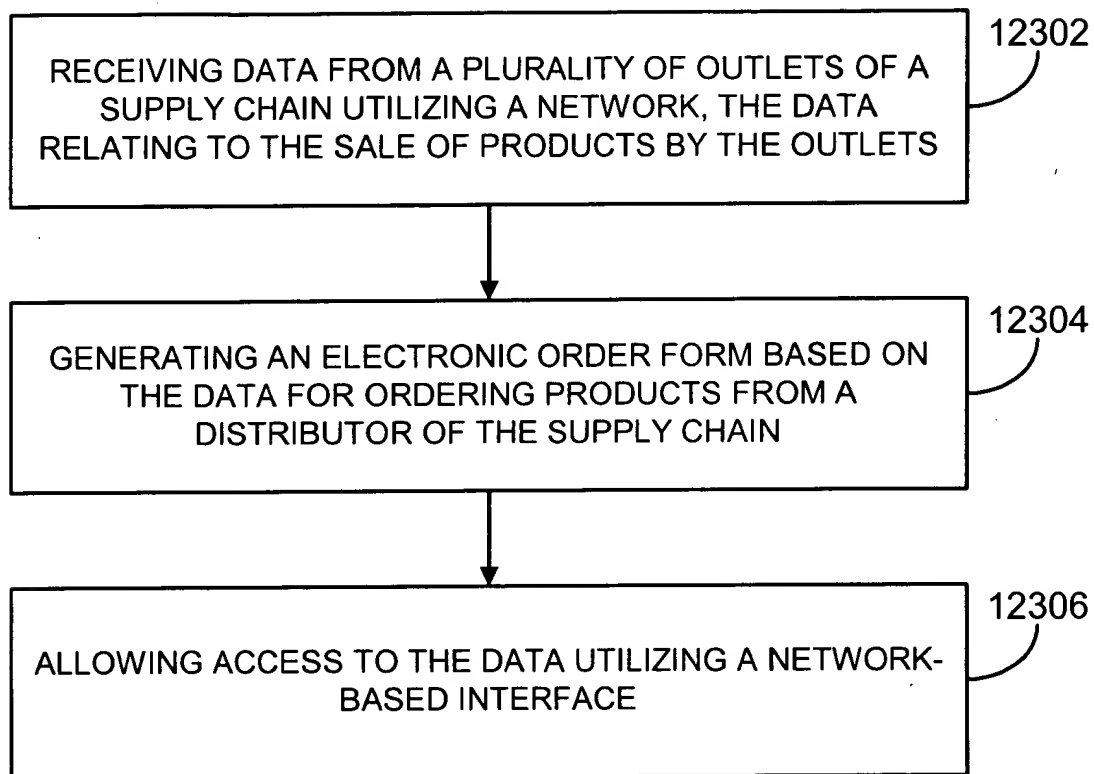 12302
RECEIVING DATA FROM A PLURALITY OF OUTLETS OF A
SUPPLY CHAIN UTILIZING A NETWORK, THE DATA
RELATING TO THE SALE OF PRODUCTS BY THE OUTLETS
12304
GENERATING AN ELECTRONIC ORDER FORM BASED ON
THE DATA FOR ORDERING PRODUCTS FROM A
DISTRIBUTOR OF THE SUPPLY CHAIN
12306
ALLOWING ACCESS TO THE DATA UTILIZING A NETWORK-
BASED INTERFACE